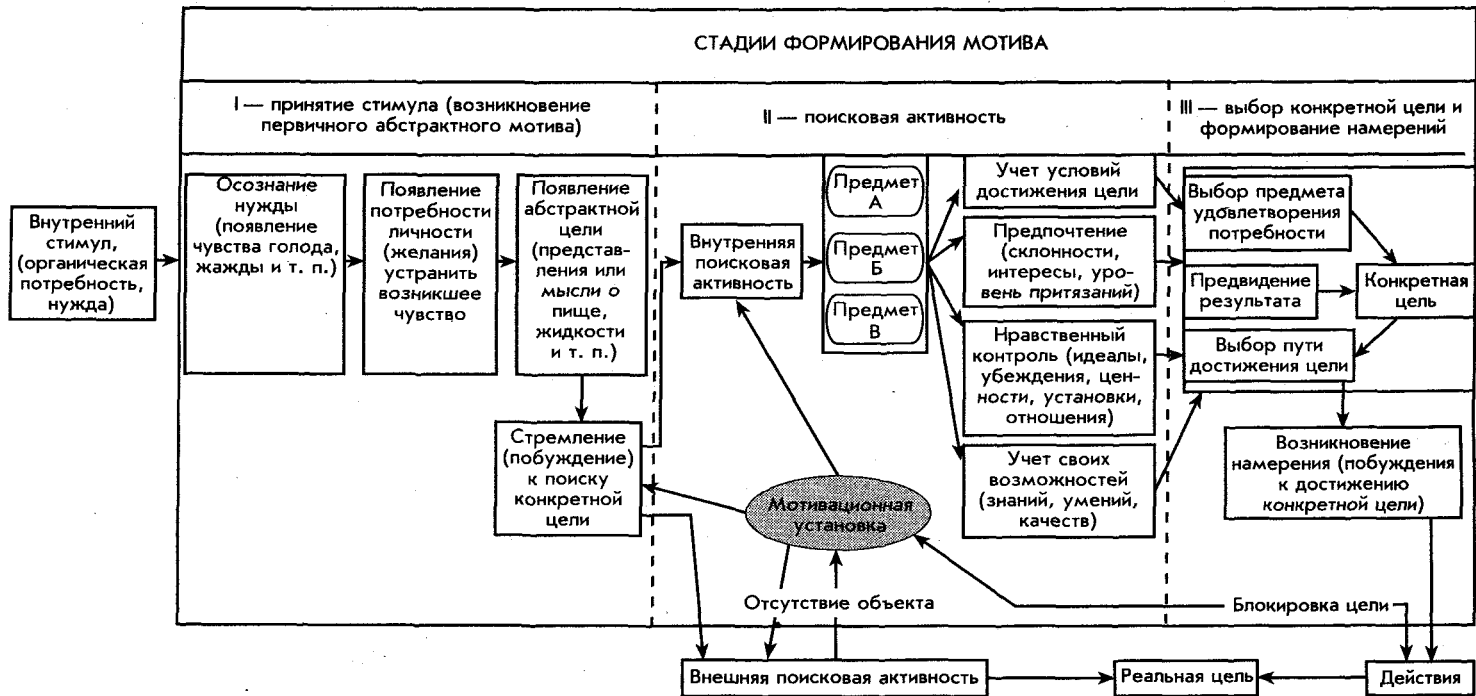 СТАДИИ ФОРМИРОВАНИЯ МОТИВА
I — принятие стимула (возникновение
первичного абстрактного мотива)
II — поисковая активность
III — выбор конкретной цели и
формирование намерений
Внутренний
стимул,
(органическая
потребность,
нужда)
Осознание
нужды
(появление
чувства голода,
жажды и т. п.)
Появление
потребности
личности
(желания)
устранить
возникшее
чувство
Появление
абстрактной
цели
(представ-
ления или
мысли о
пище,
жидкости
и т. п.)
Стремление
(побуждение)
к поиску
конкретной
цели
Внутренняя
поисковая
активность
Предмет
А
Предмет
Б
Предмет
В
Учет условий
достижения цели
Предпочтение
(склонности,
интересы, уро-
вень притязаний)
Нравственный
контроль (идеалы,
убеждения, цен-
ности, установки,
отношения)
Учет своих
возможностей
(знаний, умений,
качеств)
Выбор предмета
удовлетворения
потребности
Предвидение
результата
Конкретная
цель
Выбор пути
достижения цели
Возникновение
намерения (побуждения
к достижению
конкретной цели)
Мотивационная
установка
Отсутствие объекта
Блокировка цели
Внешняя поисковая активность
Реальная цель
Действия